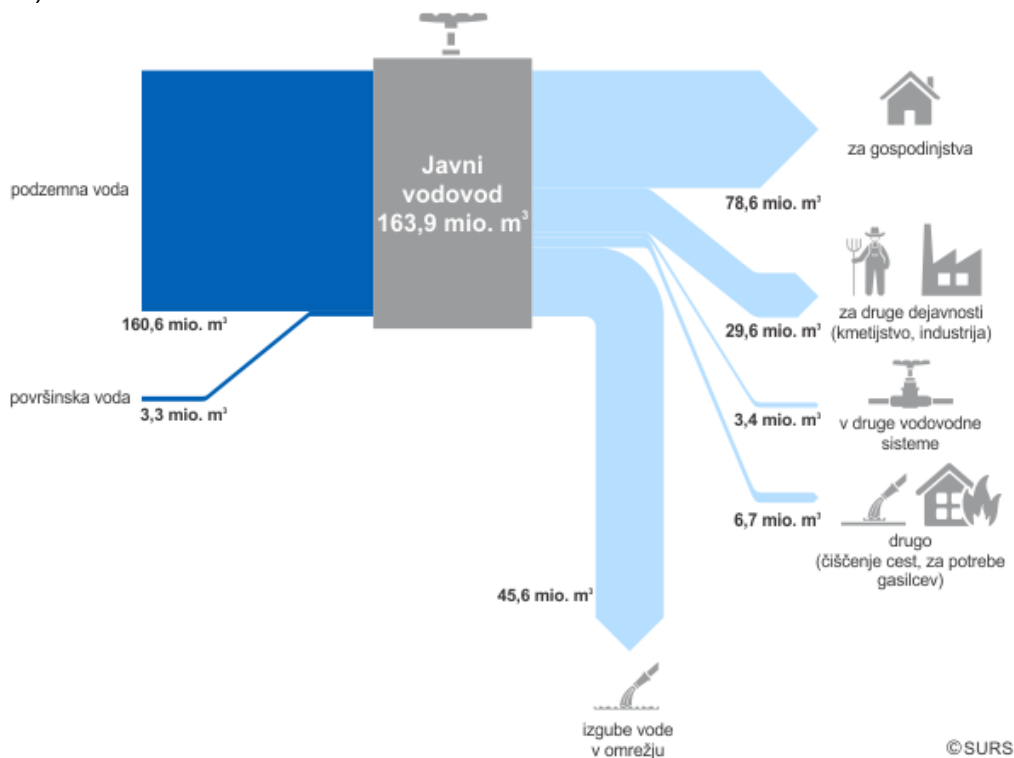 Javni
vodovod
163,9 mio. m³
podzemna voda
160,6 mio. m³
površinska voda
3,3 mio. m³
za gospodinjstva
78,6 mio. m³
za druge dejavnosti
(kmetijstvo, industrija)
29,6 mio. m³
v druge vodovodne
sisteme
3,4 mio. m³
drugo
(čiščenje cest, za potrebe
gasilcev)
6,7 mio. m³
45,6 mio. m³
izgube vode
v omrežju
©SURS